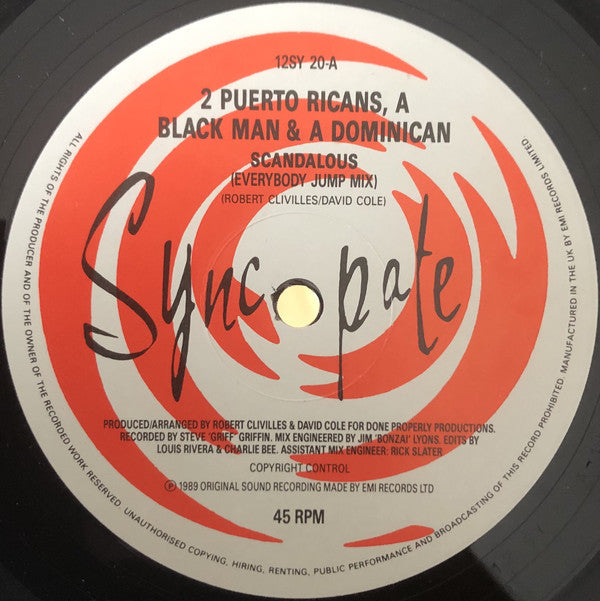 12SY 20-A
2 PUERTO RICANS, A
BLACK MAN & A DOMINICAN
SCANDALOUS
(EVERYBODY JUMP MIX)
(ROBERT CLIVILLES/DAVID COLE)
Sync pate
PRODUCED/ARRANGED BY ROBERT CLIVILLES & DAVID COLE FOR DONE PROPERLY PRODUCTIONS.
RECORDED BY STEVE 'GRIFF' GRIFFIN. MIX ENGINEERED BY JIM 'BONZAI' LYONS. EDITS BY
LOUIS RIVERA & CHARLIE BEE. ASSISTANT MIX ENGINEER: RICK SLATER
COPYRIGHT CONTROL
℗ 1989 ORIGINAL SOUND RECORDING MADE BY EMI RECORDS LTD
45 RPM
ALL RIGHTS OF THE PRODUCER AND OF THE OWNER OF THE RECORDED WORK RESERVED. UNAUTHORISED COPYING, HIRING, RENTING, PUBLIC PERFORMANCE AND BROADCASTING OF THIS RECORD PROHIBITED. MANUFACTURED IN THE UK BY EMI RECORDS LIMITED